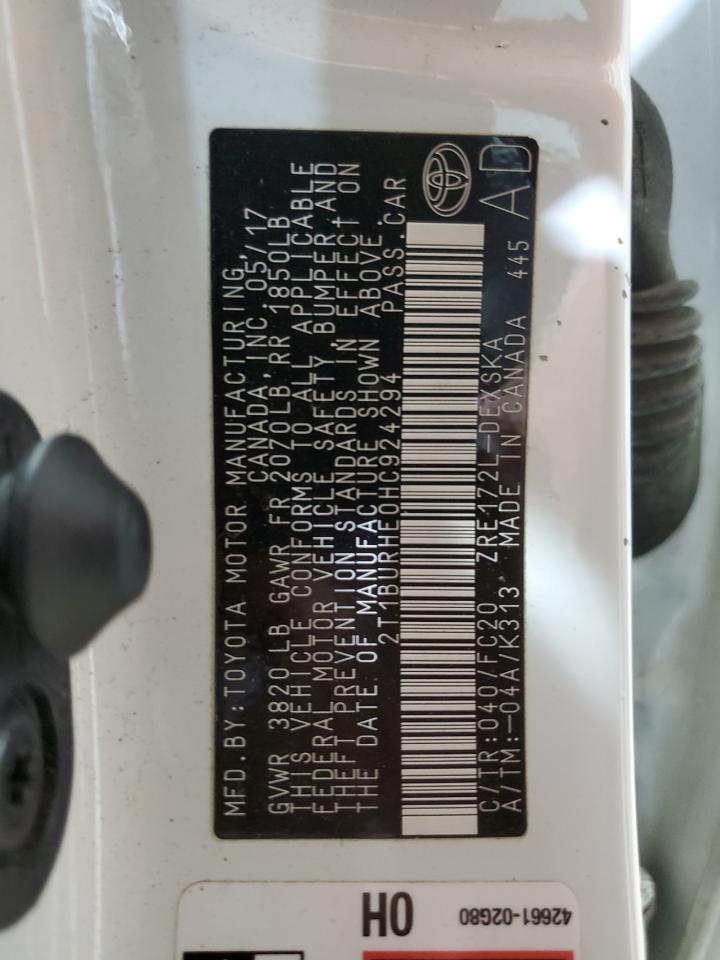 MFD.BY:TOYOTA MOTOR MANUFACTURING,
CANADA,INC. 05/17
GVWR 3820 LB GAWR FR 2070LB,RR 1850LB
THIS VEHICLE CONFORMS TO ALL APPLICABLE
FEDERAL MOTOR VEHICLE SAFETY, BUMPER AND
THEFT PREVENTION STANDARDS IN EFFECT ON
THE DATE OF MANUFACTURE SHOWN ABOVE.
2T1BURHE0HC924294 PASS.CAR
C/TR:040/FC20 ZRE172L-DEXSKA
A/TM:-04A/K313 MADE IN CANADA 445
AD
42661-02G80
0H